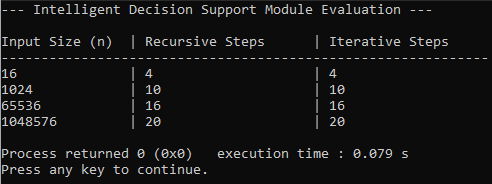 --- Intelligent Decision Support Module Evaluation ---
Input Size (n)  | Recursive Steps      | Iterative Steps
------------------------------------------------------------
16              | 4                    | 4
1024            | 10                   | 10
65536           | 16                   | 16
1048576         | 20                   | 20
Process returned 0 (0x0)   execution time : 0.079 s
Press any key to continue.